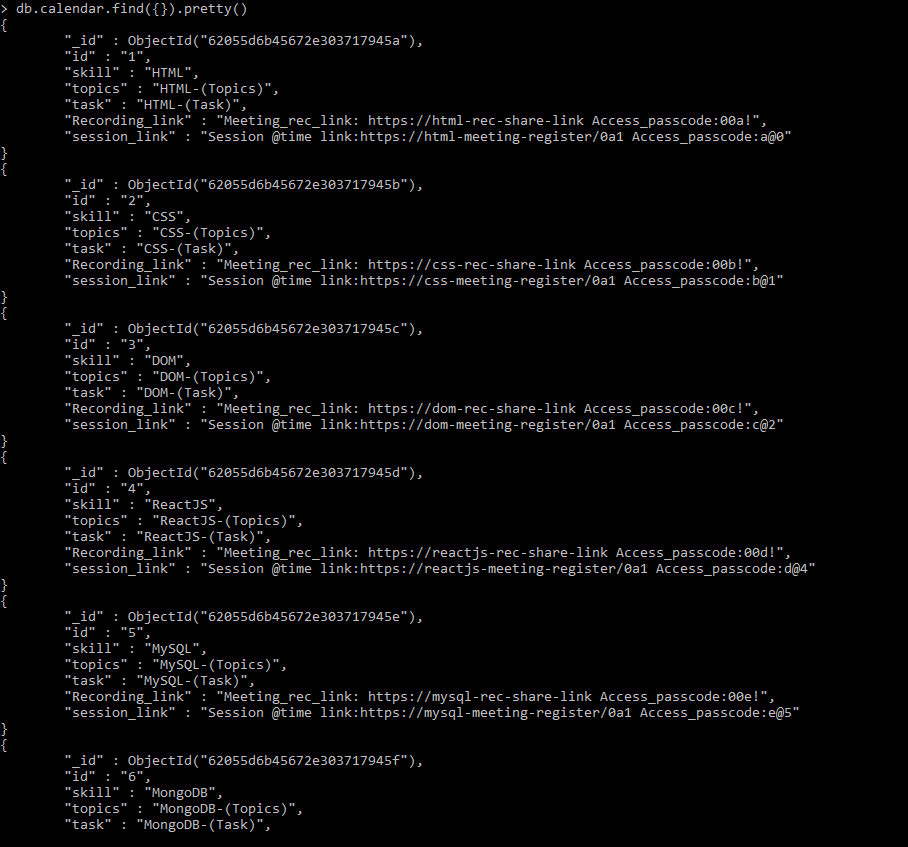 > db.calendar.find({}).pretty()
{
        "_id" : ObjectId("62055d6b45672e303717945a"),
        "id" : "1",
        "skill" : "HTML",
        "topics" : "HTML-(Topics)",
        "task" : "HTML-(Task)",
        "Recording_link" : "Meeting_rec_link: https://html-rec-share-link Access_passcode:00a!",
        "session_link" : "Session @time link:https://html-meeting-register/0a1 Access_passcode:a@0"
}
{
        "_id" : ObjectId("62055d6b45672e303717945b"),
        "id" : "2",
        "skill" : "CSS",
        "topics" : "CSS-(Topics)",
        "task" : "CSS-(Task)",
        "Recording_link" : "Meeting_rec_link: https://css-rec-share-link Access_passcode:00b!",
        "session_link" : "Session @time link:https://css-meeting-register/0a1 Access_passcode:b@1"
}
{
        "_id" : ObjectId("62055d6b45672e303717945c"),
        "id" : "3",
        "skill" : "DOM",
        "topics" : "DOM-(Topics)",
        "task" : "DOM-(Task)",
        "Recording_link" : "Meeting_rec_link: https://dom-rec-share-link Access_passcode:00c!",
        "session_link" : "Session @time link:https://dom-meeting-register/0a1 Access_passcode:c@2"
}
{
        "_id" : ObjectId("62055d6b45672e303717945d"),
        "id" : "4",
        "skill" : "ReactJS",
        "topics" : "ReactJS-(Topics)",
        "task" : "ReactJS-(Task)",
        "Recording_link" : "Meeting_rec_link: https://reactjs-rec-share-link Access_passcode:00d!",
        "session_link" : "Session @time link:https://reactjs-meeting-register/0a1 Access_passcode:d@4"
}
{
        "_id" : ObjectId("62055d6b45672e303717945e"),
        "id" : "5",
        "skill" : "MySQL",
        "topics" : "MySQL-(Topics)",
        "task" : "MySQL-(Task)",
        "Recording_link" : "Meeting_rec_link: https://mysql-rec-share-link Access_passcode:00e!",
        "session_link" : "Session @time link:https://mysql-meeting-register/0a1 Access_passcode:e@5"
}
{
        "_id" : ObjectId("62055d6b45672e303717945f"),
        "id" : "6",
        "skill" : "MongoDB",
        "topics" : "MongoDB-(Topics)",
        "task" : "MongoDB-(Task)",